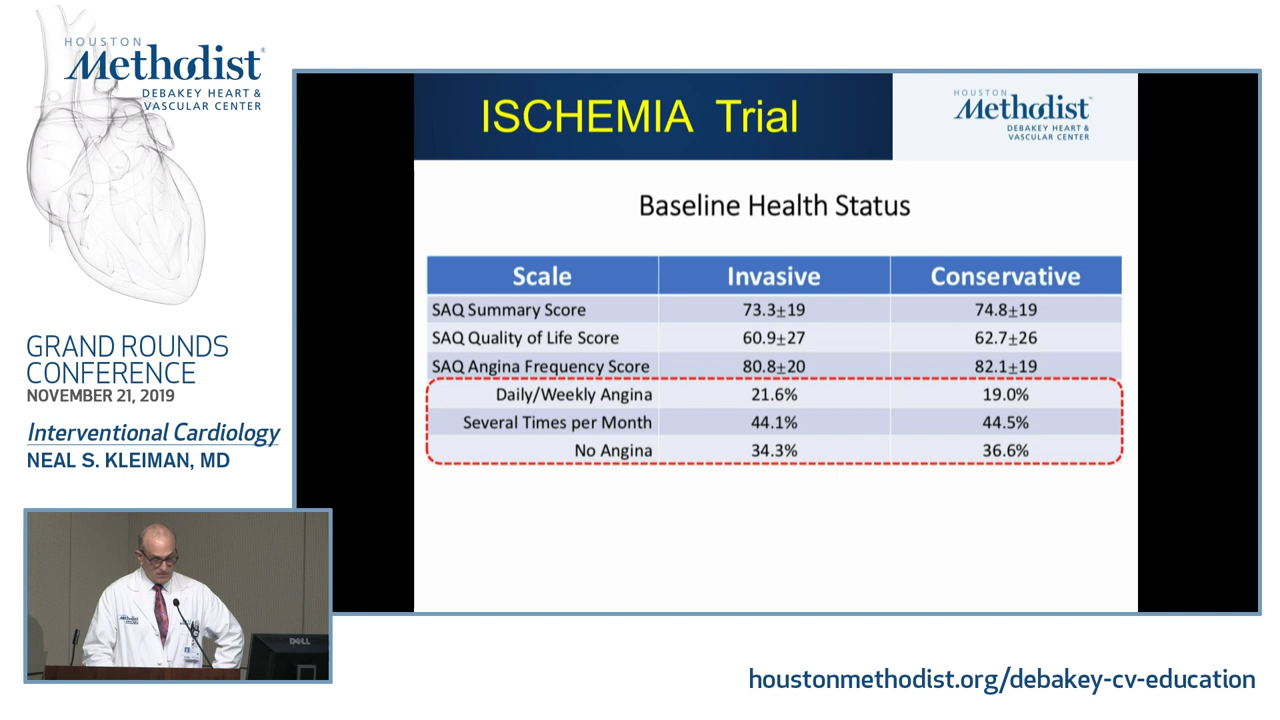 HOUSTON
Methodist®
DEBAKEY HEART &
VASCULAR CENTER
GRAND ROUNDS
CONFERENCE
NOVEMBER 21, 2019
Interventional Cardiology
NEAL S. KLEIMAN, MD
ISCHEMIA Trial
HOUSTON
Methodist
DEBAKEY HEART &
VASCULAR CENTER
Baseline Health Status
Scale Invasive Conservative
SAQ Summary Score 73.3±19 74.8±19
SAQ Quality of Life Score 60.9±27 62.7±26
SAQ Angina Frequency Score 80.8±20 82.1±19
Daily/Weekly Angina 21.6% 19.0%
Several Times per Month 44.1% 44.5%
No Angina 34.3% 36.6%
Methodist
DELL
houstonmethodist.org/debakey-cv-education